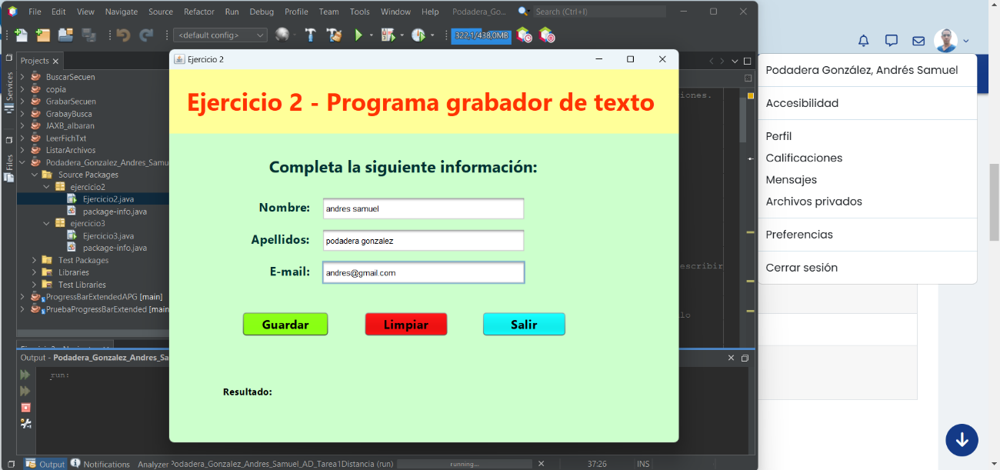 File Edit View Navigate Source Refactor Run Debug Profile Team Tools Window Help Podadera_Go... Search (Ctrl+I)
<default config> 322,1/438,0MB
Projects
Services
Files
BuscarSecuen
copia
GrabarSecuen
GrabayBusca
JAXB_albaran
LeerFichTxt
ListarArchivos
Podadera_Gonzalez_Andres_Samu
Source Packages
ejercicio2
Ejercicio2.java
package-info.java
ejercicio3
Ejercicio3.java
package-info.java
Test Packages
Libraries
Test Libraries
ProgressBarExtendedAPG [main]
PruebaProgressBarExtended [main
Ejercicio 2
Ejercicio 2 - Programa grabador de texto
Completa la siguiente información:
Nombre: andres samuel
Apellidos: podadera gonzalez
E-mail: andres@gmail.com
Guardar Limpiar Salir
Resultado:
iones.
escribir
lo
Output - Podadera_Gonzalez_Andres_Sa
run:
Output Notifications Analyzer Podadera_Gonzalez_Andres_Samuel_AD_Tarea1Distancia (run) running... 37:26 INS
Podadera González, Andrés Samuel
Accesibilidad
Perfil
Calificaciones
Mensajes
Archivos privados
Preferencias
Cerrar sesión